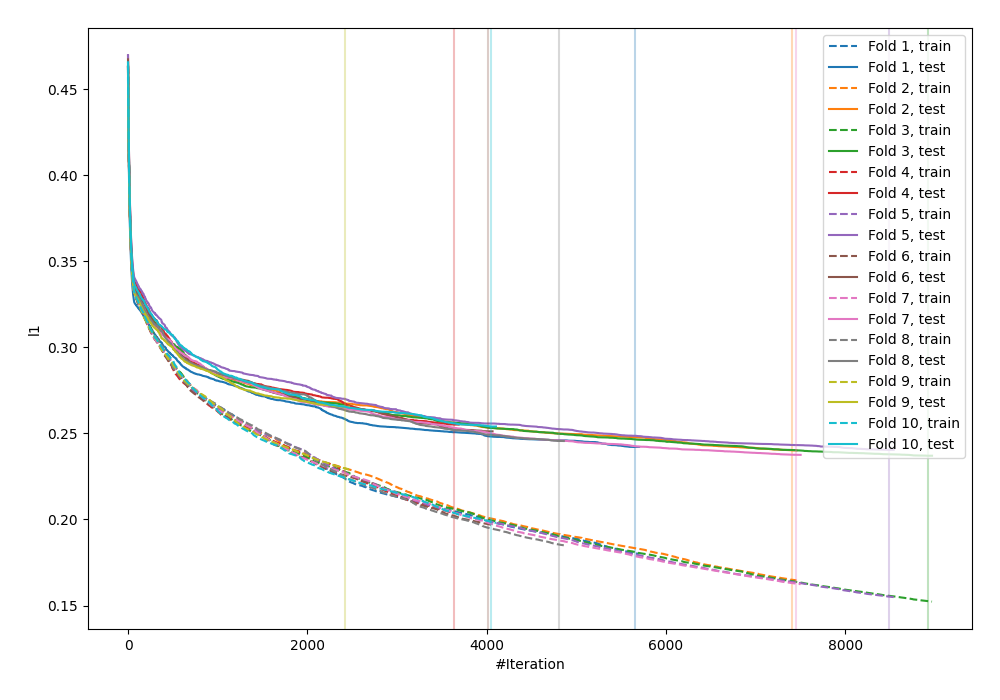 0.45
0.40
0.35
0.30
0.25
0.20
0.15
l1
0
2000
4000
6000
8000
#Iteration
Fold 1, train
Fold 1, test
Fold 2, train
Fold 2, test
Fold 3, train
Fold 3, test
Fold 4, train
Fold 4, test
Fold 5, train
Fold 5, test
Fold 6, train
Fold 6, test
Fold 7, train
Fold 7, test
Fold 8, train
Fold 8, test
Fold 9, train
Fold 9, test
Fold 10, train
Fold 10, test